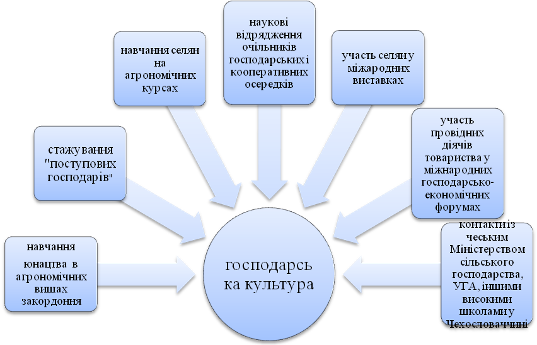 навчання
юнацтва в
агрономічних
вишах
закордоння
стажування
"поступових
господарів"
навчання селян
на
агрономічних
курсах
наукові
відрядження
очільників
господарських і
кооперативних
осередків
участь селян у
міжародних
виставках
участь
провідних
діячів
товариства у
міжнародних
господарсько-
економічних
форумах
контакти із
чеським
Міністерством
сільського
господарства,
УГА, іншими
високими
школами у
Чехословаччині
господарсь
ка культура